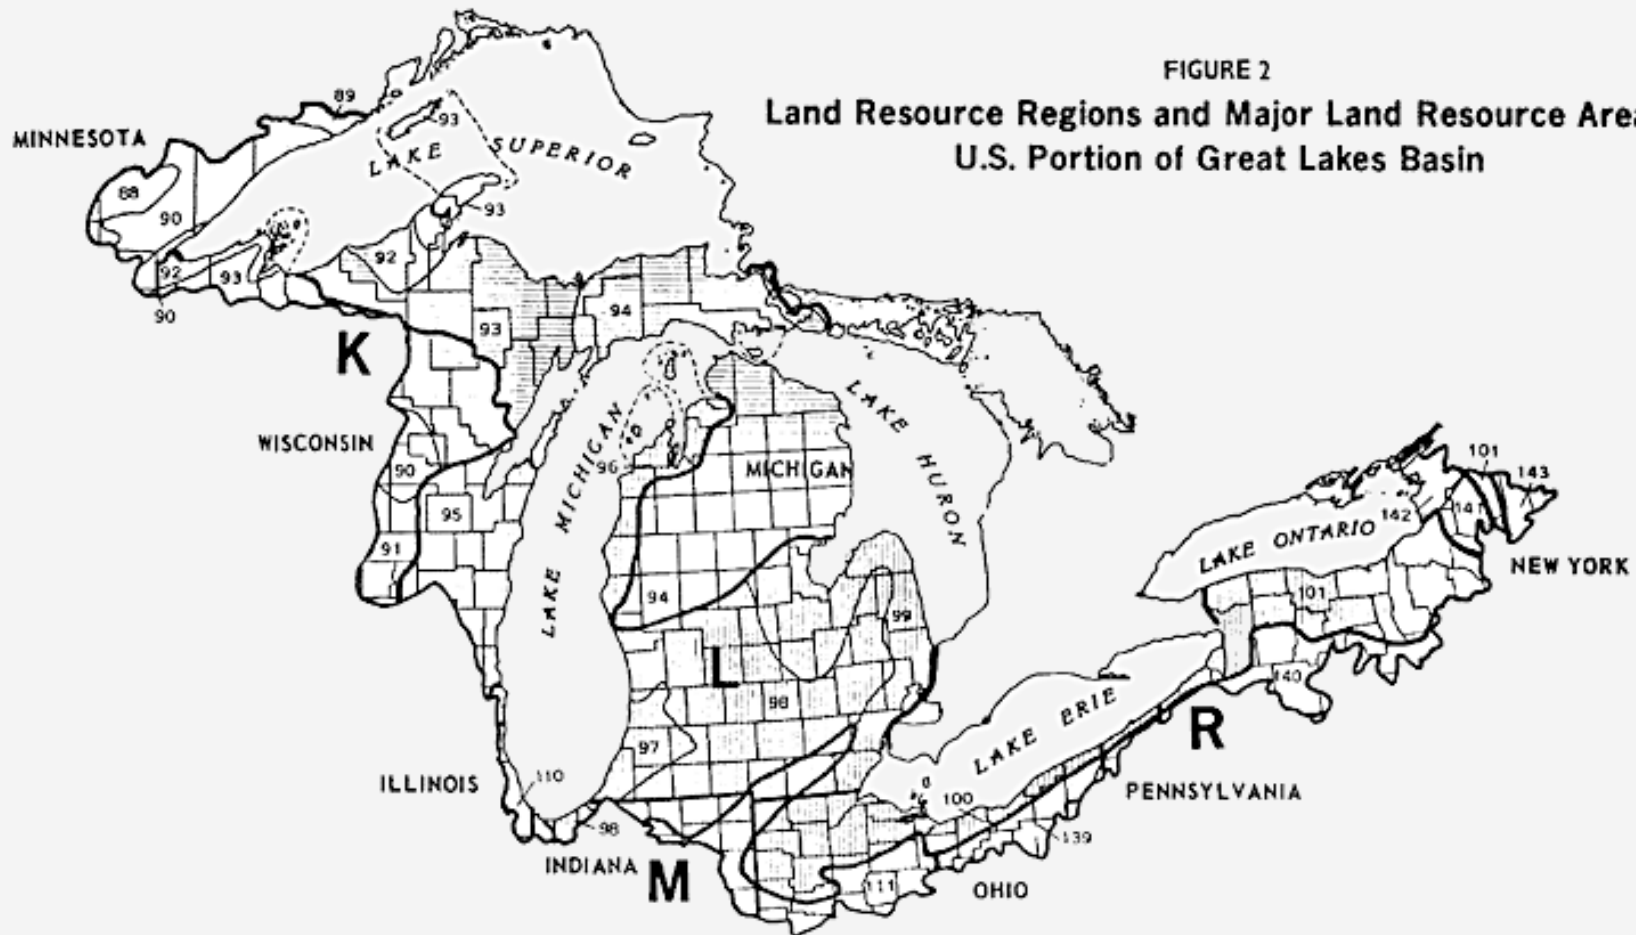 FIGURE 2
Land Resource Regions and Major Land Resource Area
U.S. Portion of Great Lakes Basin
89
MINNESOTA
93
LAKE SUPERIOR
88
90
93
92
93
92
90
94
93
K
LAKE MICHIGAN
LAKE HURON
WISCONSIN
MICHIGAN
96
90
101
143
95
142
141
91
LAKE ONTARIO
NEW YORK
94
101
99
L
140
98
LAKE ERIE
R
97
ILLINOIS
110
PENNSYLVANIA
100
98
139
INDIANA
M
111
OHIO